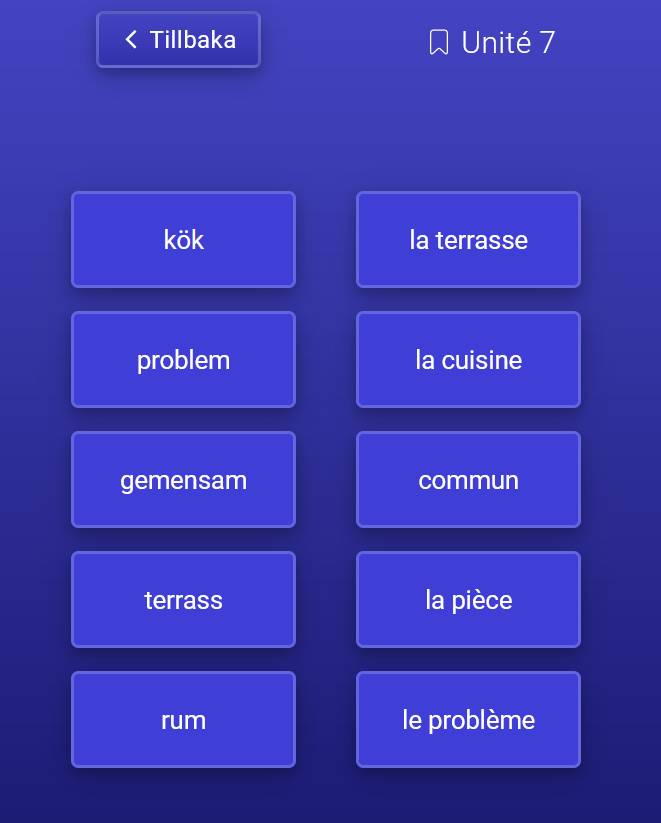 Tillbaka
Unité 7
kök
la terrasse
problem
la cuisine
gemensam
commun
terrass
la pièce
rum
le problème